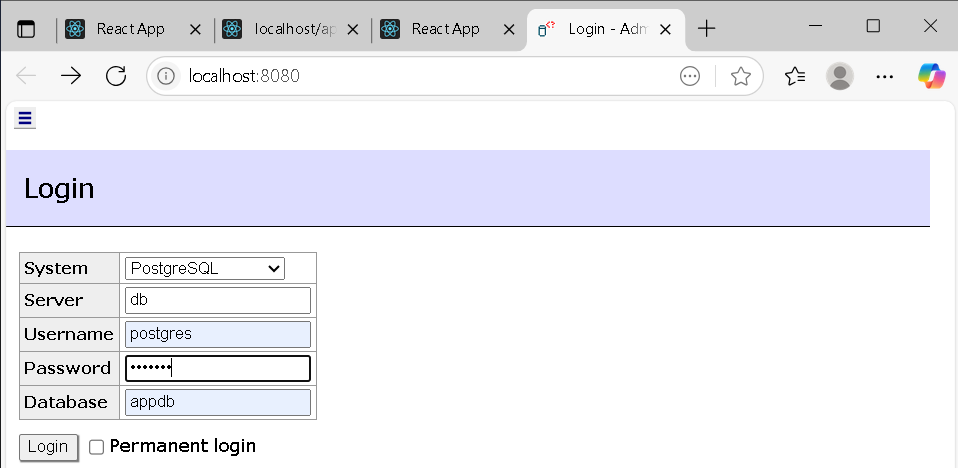 React App
localhost/ap
React App
Login - Adm
localhost:8080
Login
System PostgreSQL
Server db
Username postgres
Password •••••••
Database appdb
Login Permanent login